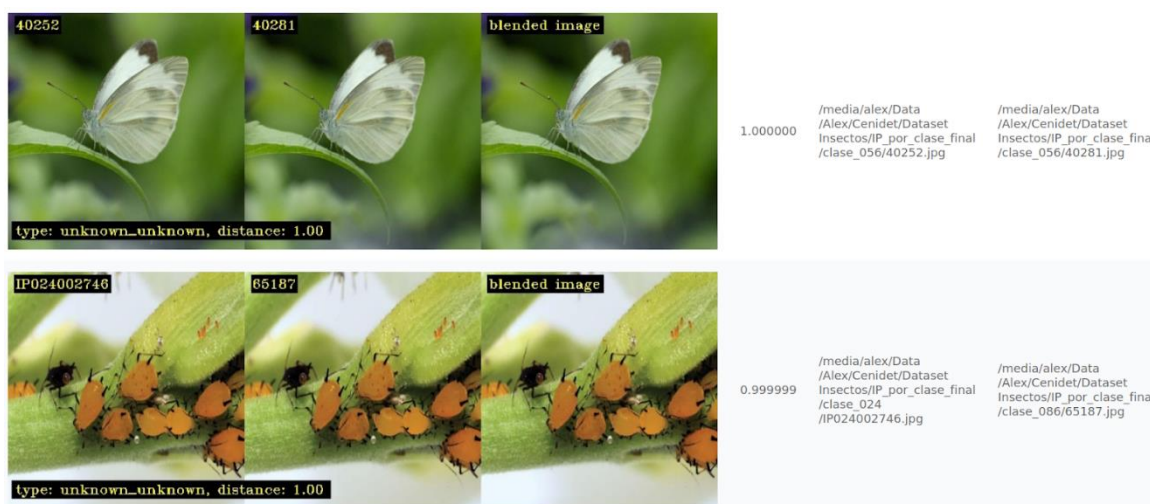 40252
40281
blended image
type: unknown_unknown, distance: 1.00
1.000000
/media/alex/Data
/Alex/Cenidet/Dataset
Insectos/IP_por_clase_final
/clase_056/40252.jpg
/media/alex/Data
/Alex/Cenidet/Dataset
Insectos/IP_por_clase_fina
/clase_056/40281.jpg
IP024002746
65187
blended image
type: unknown_unknown, distance: 1.00
0.999999
/media/alex/Data
/Alex/Cenidet/Dataset
Insectos/IP_por_clase_final
/clase_024
/IP024002746.jpg
/media/alex/Data
/Alex/Cenidet/Dataset
Insectos/IP_por_clase_fina
/clase_086/65187.jpg